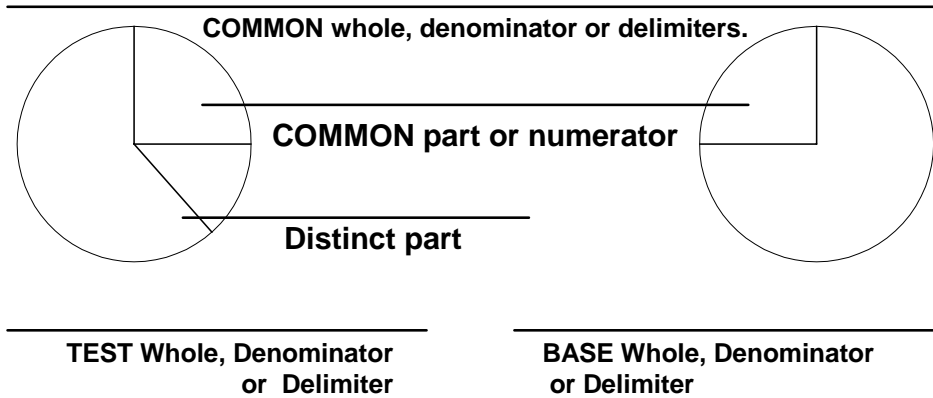 COMMON whole, denominator or delimiters.
COMMON part or numerator
Distinct part
TEST Whole, Denominator
or Delimiter
BASE Whole, Denominator
or Delimiter